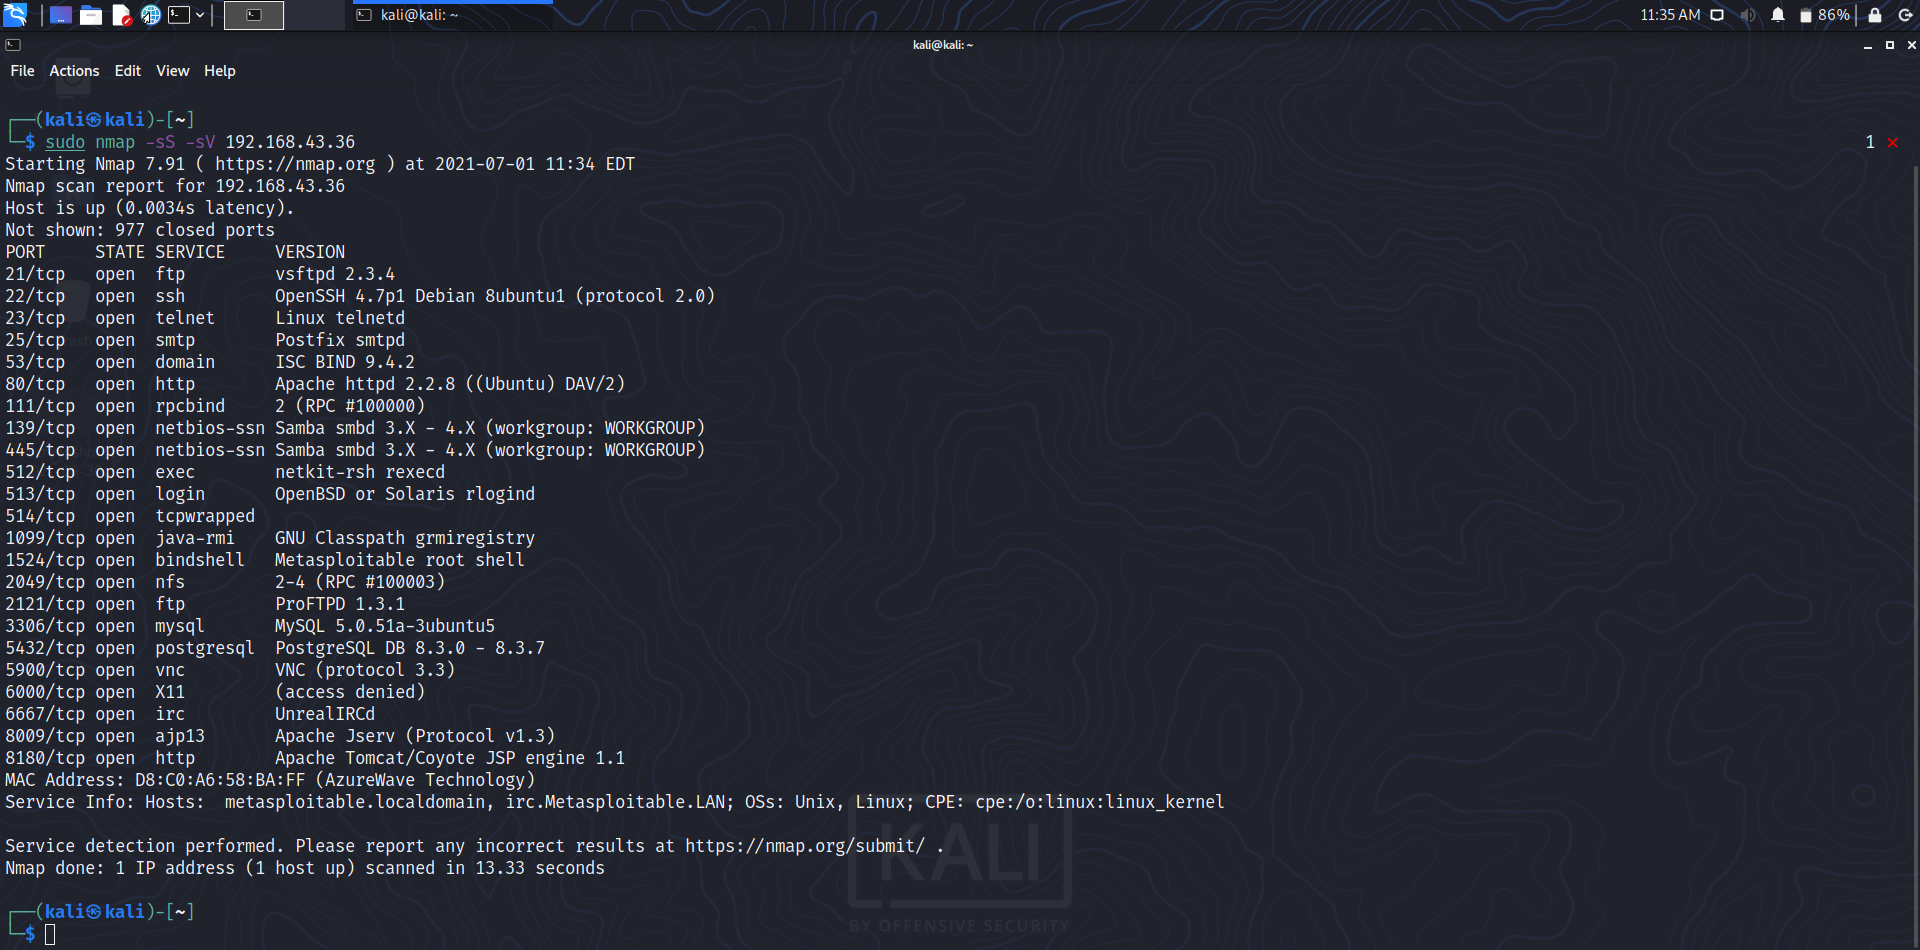 kali@kali: ~
11:35 AM
86%
kali@kali: ~
File Actions Edit View Help
┌──(kali㉿kali)-[~]
└─$ sudo nmap -sS -sV 192.168.43.36
1 ✕
Starting Nmap 7.91 ( https://nmap.org ) at 2021-07-01 11:34 EDT
Nmap scan report for 192.168.43.36
Host is up (0.0034s latency).
Not shown: 977 closed ports
PORT STATE SERVICE VERSION
21/tcp open ftp vsftpd 2.3.4
22/tcp open ssh OpenSSH 4.7p1 Debian 8ubuntu1 (protocol 2.0)
23/tcp open telnet Linux telnetd
25/tcp open smtp Postfix smtpd
53/tcp open domain ISC BIND 9.4.2
80/tcp open http Apache httpd 2.2.8 ((Ubuntu) DAV/2)
111/tcp open rpcbind 2 (RPC #100000)
139/tcp open netbios-ssn Samba smbd 3.X - 4.X (workgroup: WORKGROUP)
445/tcp open netbios-ssn Samba smbd 3.X - 4.X (workgroup: WORKGROUP)
512/tcp open exec netkit-rsh rexecd
513/tcp open login OpenBSD or Solaris rlogind
514/tcp open tcpwrapped
1099/tcp open java-rmi GNU Classpath grmiregistry
1524/tcp open bindshell Metasploitable root shell
2049/tcp open nfs 2-4 (RPC #100003)
2121/tcp open ftp ProFTPD 1.3.1
3306/tcp open mysql MySQL 5.0.51a-3ubuntu5
5432/tcp open postgresql PostgreSQL DB 8.3.0 - 8.3.7
5900/tcp open vnc VNC (protocol 3.3)
6000/tcp open X11 (access denied)
6667/tcp open irc UnrealIRCd
8009/tcp open ajp13 Apache Jserv (Protocol v1.3)
8180/tcp open http Apache Tomcat/Coyote JSP engine 1.1
MAC Address: D8:C0:A6:58:BA:FF (AzureWave Technology)
Service Info: Hosts:  metasploitable.localdomain, irc.Metasploitable.LAN; OSs: Unix, Linux; CPE: cpe:/o:linux:linux_kernel
Service detection performed. Please report any incorrect results at https://nmap.org/submit/ .
Nmap done: 1 IP address (1 host up) scanned in 13.33 seconds
┌──(kali㉿kali)-[~]
└─$
KALI
BY OFFENSIVE SECURITY